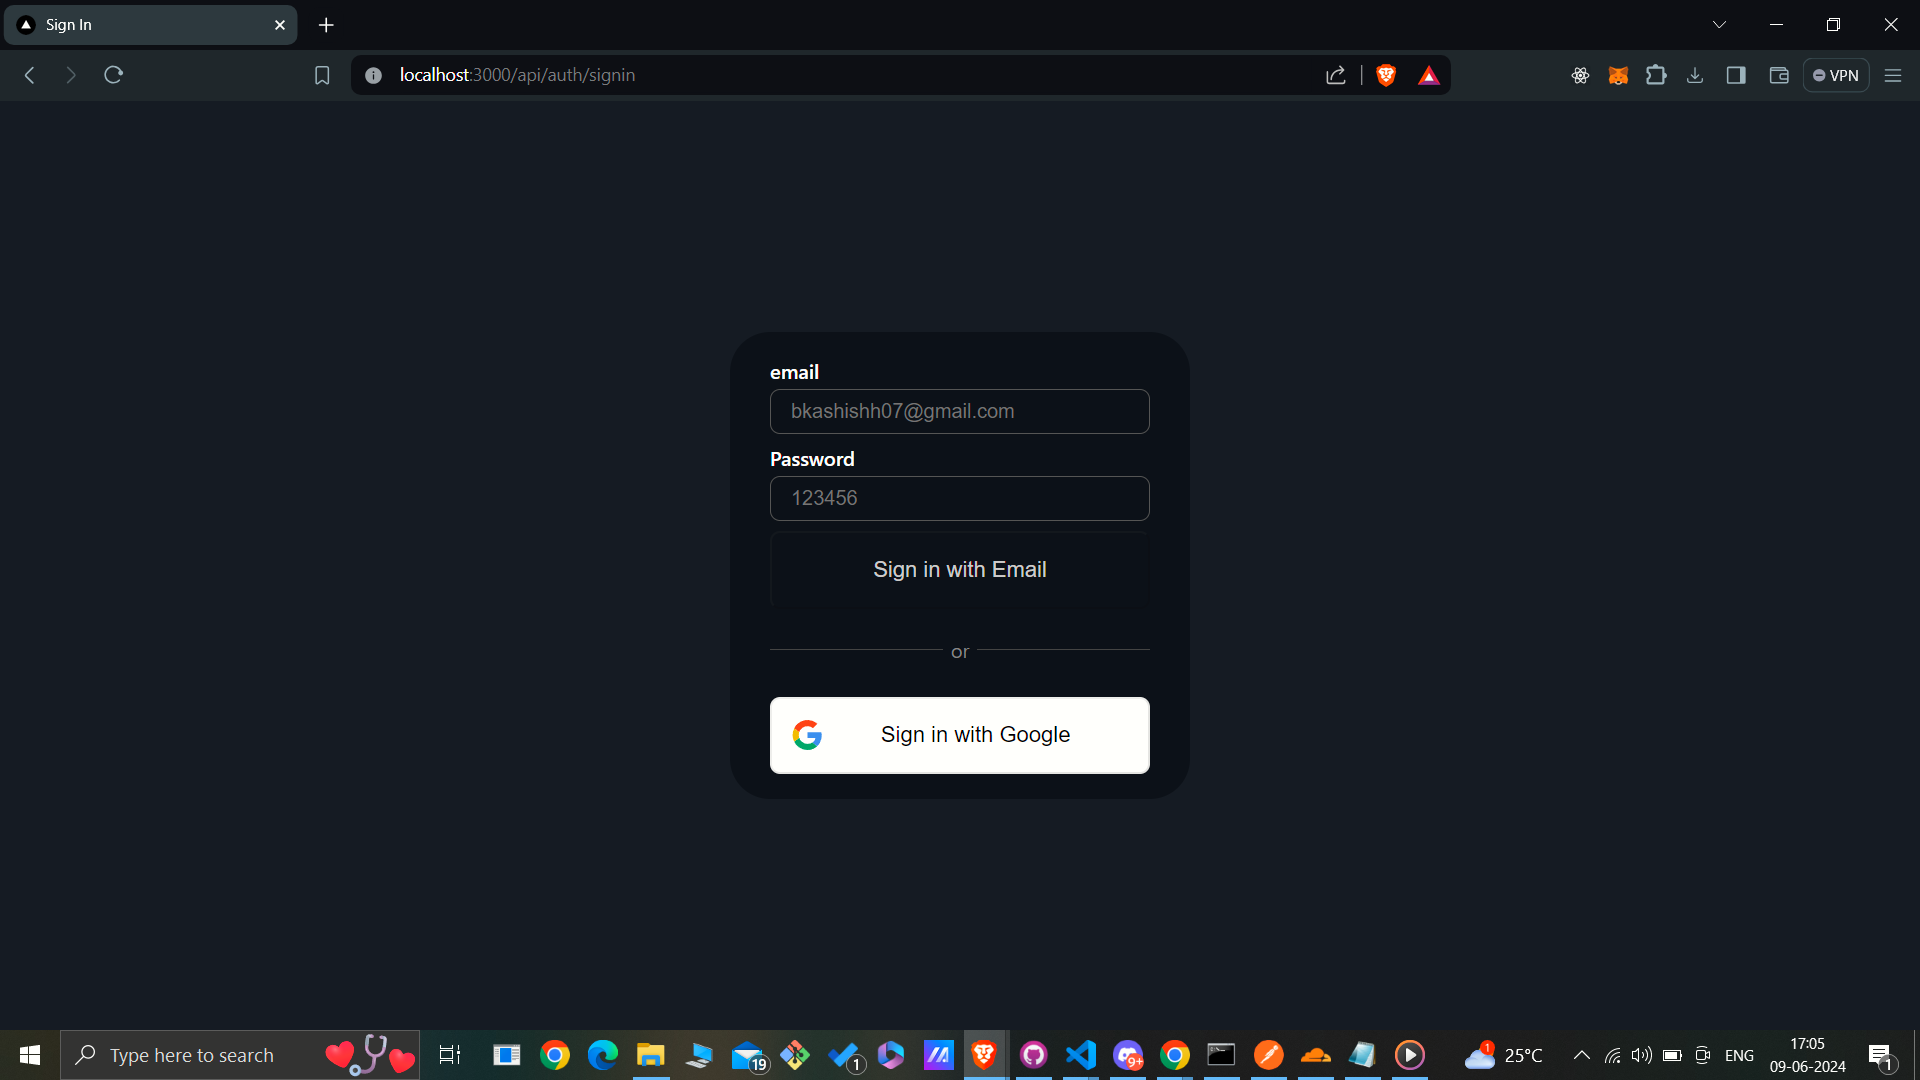 Sign In
localhost:3000/api/auth/signin
VPN
email
bkashishh07@gmail.com
Password
123456
Sign in with Email
or
Sign in with Google
Type here to search
19
1
9+
1
25°C
ENG
17:05
09-06-2024
1